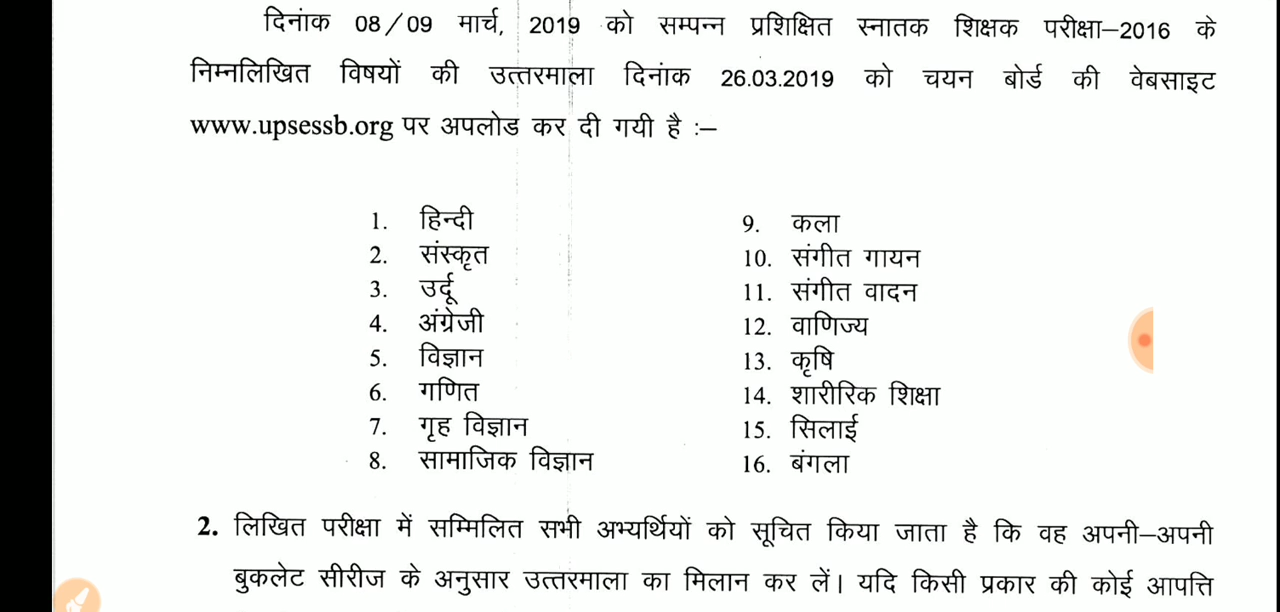 दिनांक 08/09 मार्च, 2019 को सम्पन्न प्रशिक्षित स्नातक शिक्षक परीक्षा–2016 के
निम्नलिखित विषयों की उत्तरमाला दिनांक 26.03.2019 को चयन बोर्ड की वेबसाइट
www.upsessb.org पर अपलोड कर दी गयी है :–
1. हिन्दी
2. संस्कृत
3. उर्दू
4. अंग्रेजी
5. विज्ञान
6. गणित
7. गृह विज्ञान
8. सामाजिक विज्ञान
9. कला
10. संगीत गायन
11. संगीत वादन
12. वाणिज्य
13. कृषि
14. शारीरिक शिक्षा
15. सिलाई
16. बंगला
2. लिखित परीक्षा में सम्मिलित सभी अभ्यर्थियों को सूचित किया जाता है कि वह अपनी–अपनी
बुकलेट सीरीज के अनुसार उत्तरमाला का मिलान कर लें। यदि किसी प्रकार की कोई आपत्ति